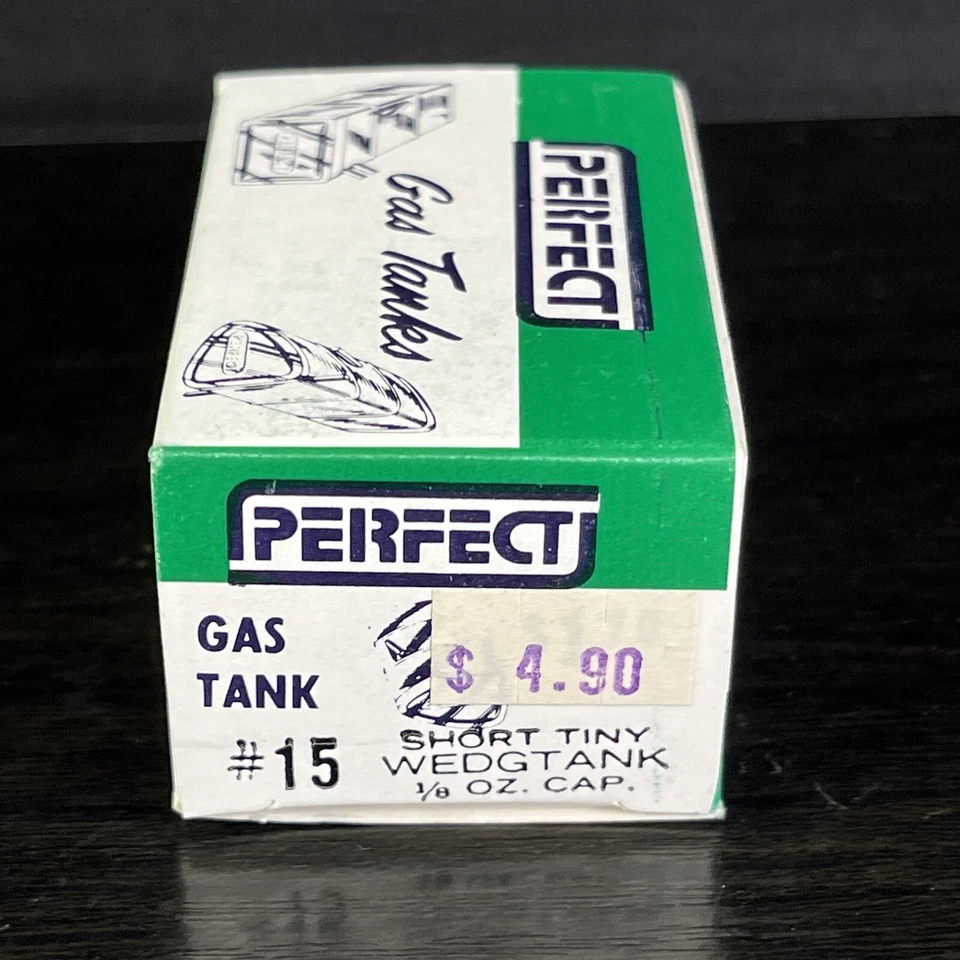 Gas Tanks
PERFECT
PERFECT
GAS
TANK
$ 4.90
#15
SHORT TINY
WEDGTANK
1/8 OZ. CAP.